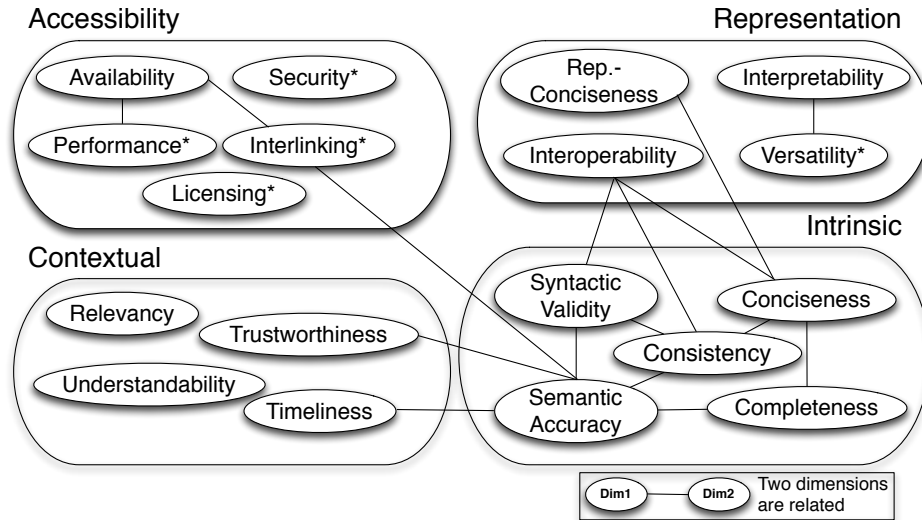 Accessibility
Availability
Security*
Performance*
Interlinking*
Licensing*
Representation
Rep.-
Conciseness
Interpretability
Interoperability
Versatility*
Contextual
Relevancy
Trustworthiness
Understandability
Timeliness
Intrinsic
Syntactic
Validity
Conciseness
Consistency
Semantic
Accuracy
Completeness
Dim1
Dim2
Two dimensions
are related